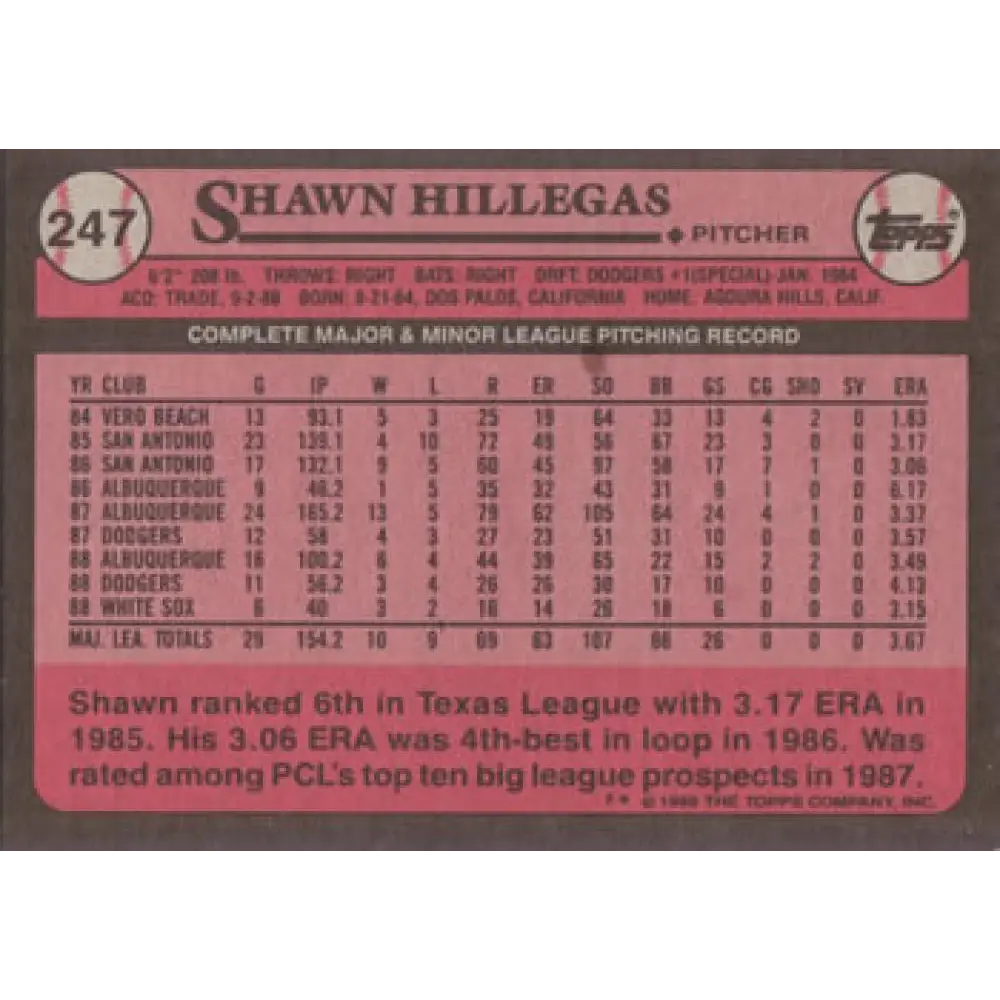 247
SHAWN HILLEGAS
PITCHER
TOPPS®
6'2" 208 lb. THROWS: RIGHT BATS: RIGHT DRFT: DODGERS #1(SPECIAL)-JAN. 1984
ACQ: TRADE, 9-2-88 BORN: 8-21-64, DOS PALOS, CALIFORNIA HOME: AGOURA HILLS, CALIF.
COMPLETE MAJOR & MINOR LEAGUE PITCHING RECORD
YR CLUB G IP W L R ER SO BB GS CG SHO SV ERA
84 VERO BEACH 13 93.1 5 3 25 19 64 33 13 4 2 0 1.83
85 SAN ANTONIO 23 139.1 4 10 72 49 56 67 23 3 0 0 3.17
86 SAN ANTONIO 17 132.1 9 5 60 45 97 58 17 7 1 0 3.06
86 ALBUQUERQUE 9 46.2 1 5 35 32 43 31 9 1 0 0 6.17
87 ALBUQUERQUE 24 165.2 13 5 79 62 105 64 24 4 1 0 3.37
87 DODGERS 12 58 4 3 27 23 51 31 10 0 0 0 3.57
88 ALBUQUERQUE 16 100.2 6 4 44 39 65 22 15 2 2 0 3.49
88 DODGERS 11 56.2 3 4 26 26 30 17 10 0 0 0 4.13
88 WHITE SOX 6 40 3 2 16 14 26 18 6 0 0 0 3.15
MAJ. LEA. TOTALS 29 154.2 10 9 69 63 107 66 26 0 0 0 3.67
Shawn ranked 6th in Texas League with 3.17 ERA in
1985. His 3.06 ERA was 4th-best in loop in 1986. Was
rated among PCL's top ten big league prospects in 1987.
F* © 1989 THE TOPPS COMPANY, INC.